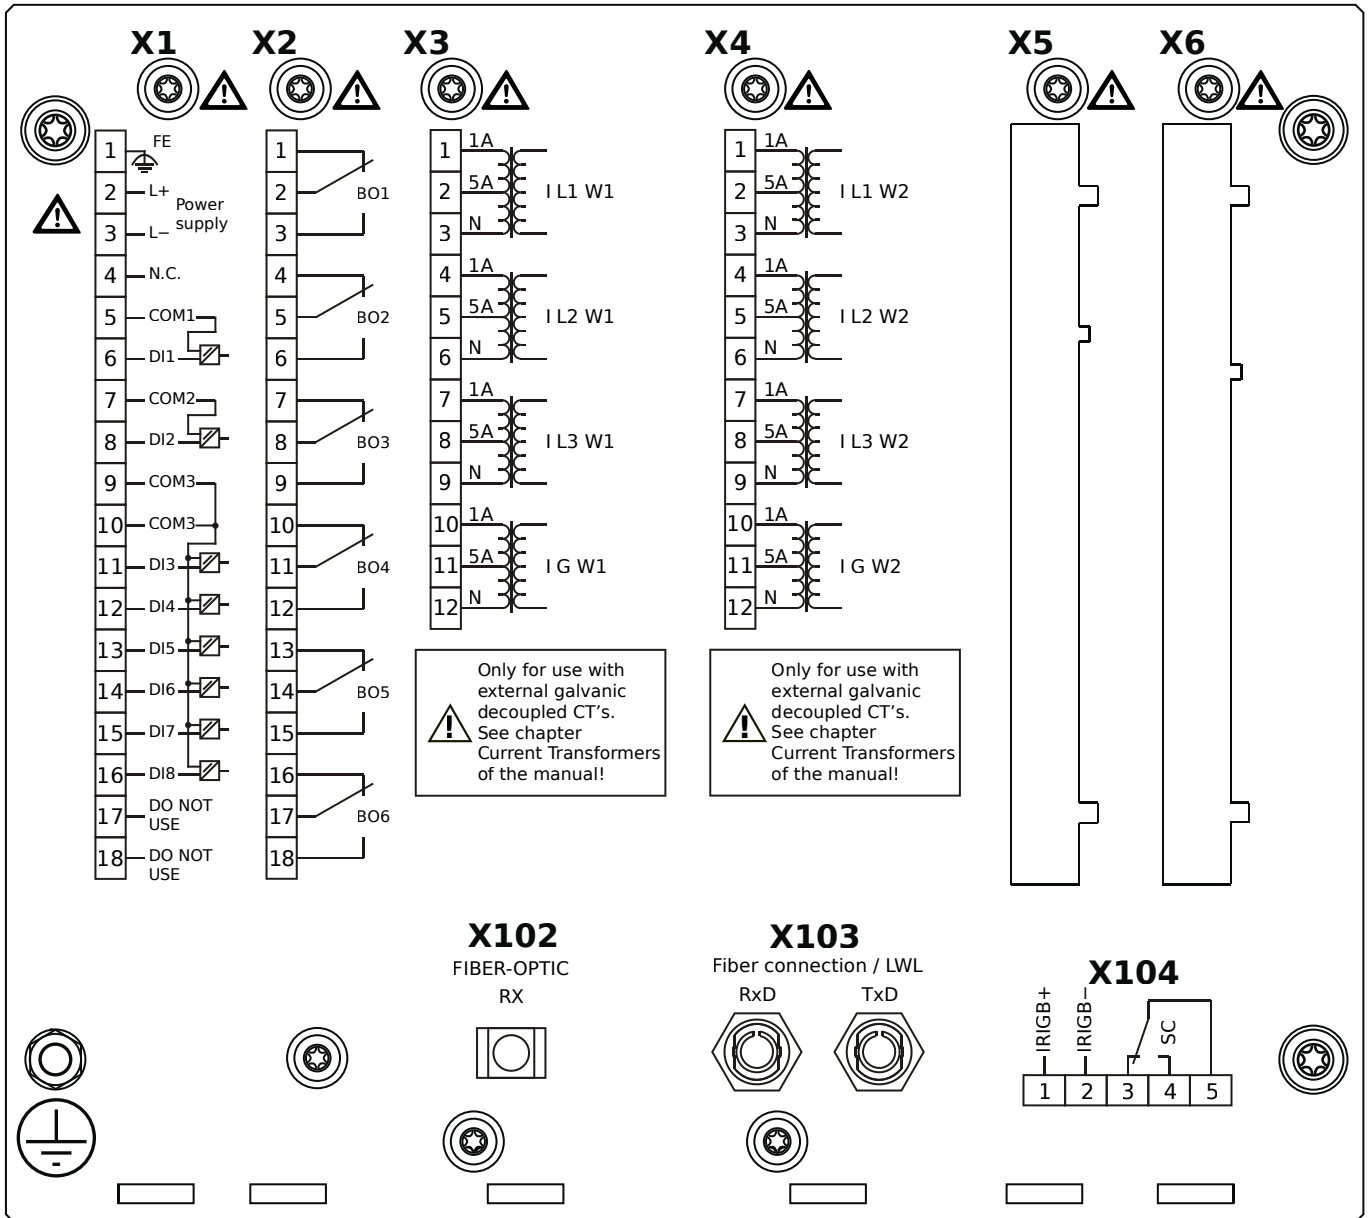 X1
X2
X3
X4
X5
X6
1
FE
2
L+
Power
supply
3
L−
4
N.C.
5
COM1
6
DI1
7
COM2
8
DI2
9
COM3
10
COM3
11
DI3
12
DI4
13
DI5
14
DI6
15
DI7
16
DI8
17
DO NOT
USE
18
DO NOT
USE
1
2
BO1
3
4
5
BO2
6
7
8
BO3
9
10
11
BO4
12
13
14
BO5
15
16
17
BO6
18
1
1A
2
5A
I L1 W1
3
N
4
1A
5
5A
I L2 W1
6
N
7
1A
8
5A
I L3 W1
9
N
10
1A
11
5A
I G W1
12
N
Only for use with
external galvanic
decoupled CT's.
See chapter
Current Transformers
of the manual!
1
1A
2
5A
I L1 W2
3
N
4
1A
5
5A
I L2 W2
6
N
7
1A
8
5A
I L3 W2
9
N
10
1A
11
5A
I G W2
12
N
Only for use with
external galvanic
decoupled CT's.
See chapter
Current Transformers
of the manual!
X102
FIBER-OPTIC
RX
X103
Fiber connection / LWL
RxD
TxD
X104
IRIGB+
IRIGB−
SC
1
2
3
4
5